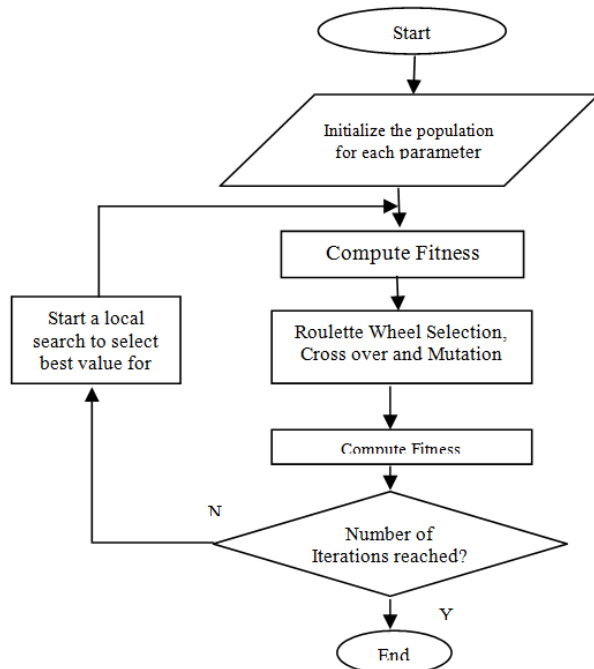 Start
Initialize the population
for each parameter
Compute Fitness
Start a local
search to select
best value for
Roulette Wheel Selection,
Cross over and Mutation
Compute Fitness
N
Number of
Iterations reached?
Y
End